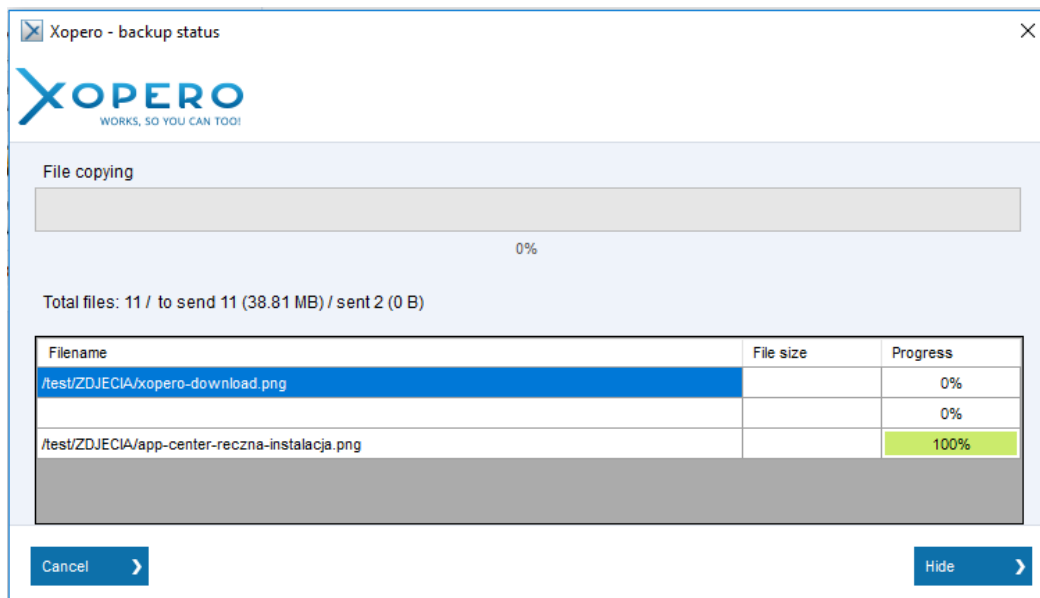 Xopero - backup status
XOPERO
WORKS, SO YOU CAN TOO!
File copying
0%
Total files: 11 / to send 11 (38.81 MB) / sent 2 (0 B)
Filename File size Progress
/test/ZDJECIA/xopero-download.png 0%
0%
/test/ZDJECIA/app-center-reczna-instalacja.png 100%
Cancel Hide